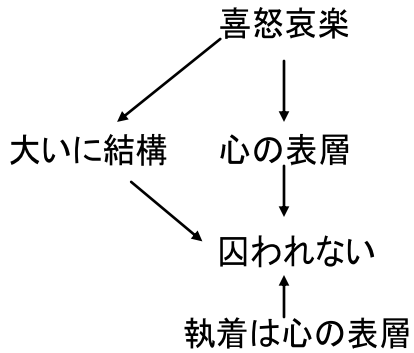 喜怒哀楽
大いに結構
心の表層
囚われない
執着は心の表層